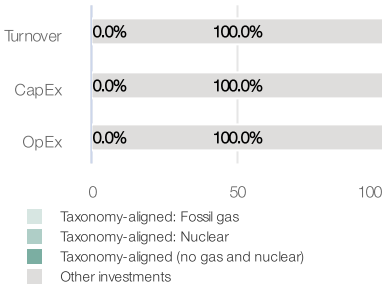 Turnover 0.0% 100.0%
CapEx 0.0% 100.0%
OpEx 0.0% 100.0%
0 50 100
Taxonomy-aligned: Fossil gas
Taxonomy-aligned: Nuclear
Taxonomy-aligned (no gas and nuclear)
Other investments